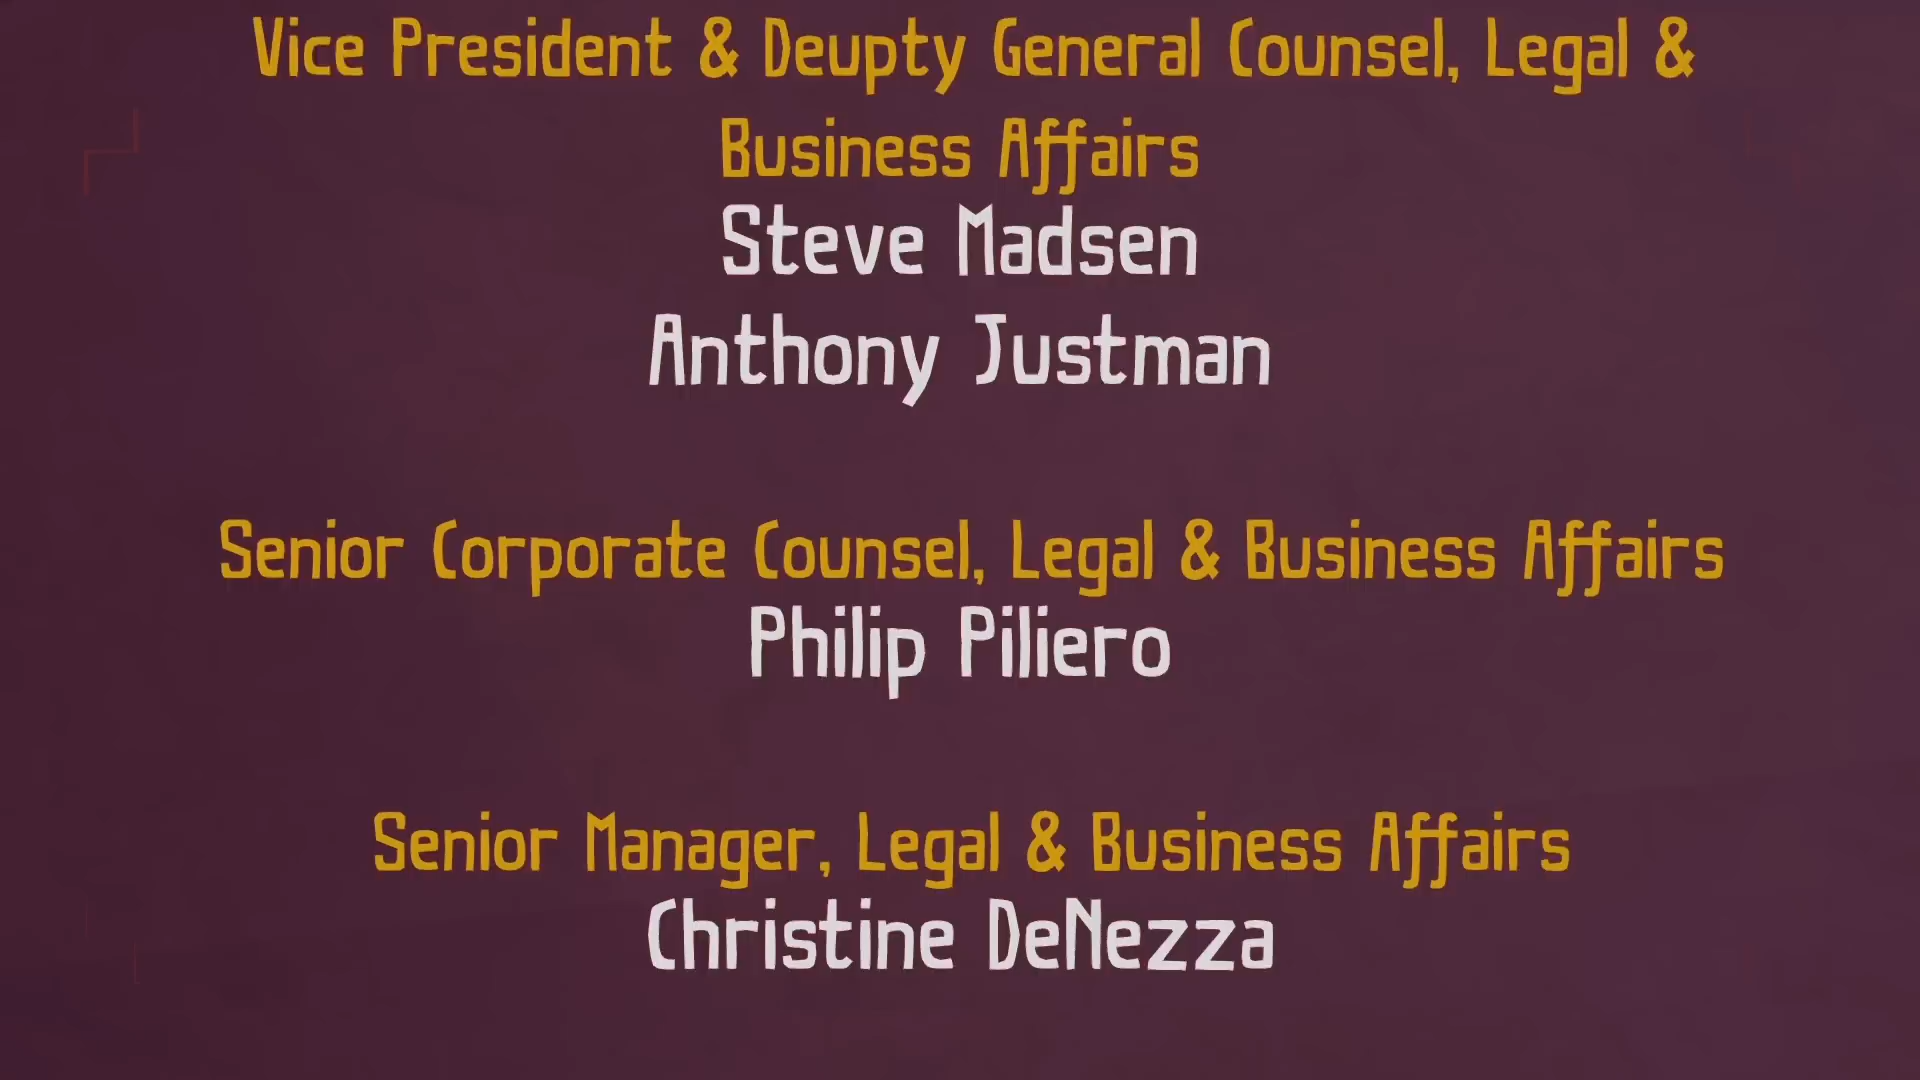 Vice President & Deupty General Counsel, Legal &
Business Affairs
Steve Madsen
Anthony Justman
Senior Corporate Counsel, Legal & Business Affairs
Philip Piliero
Senior Manager, Legal & Business Affairs
Christine DeNezza